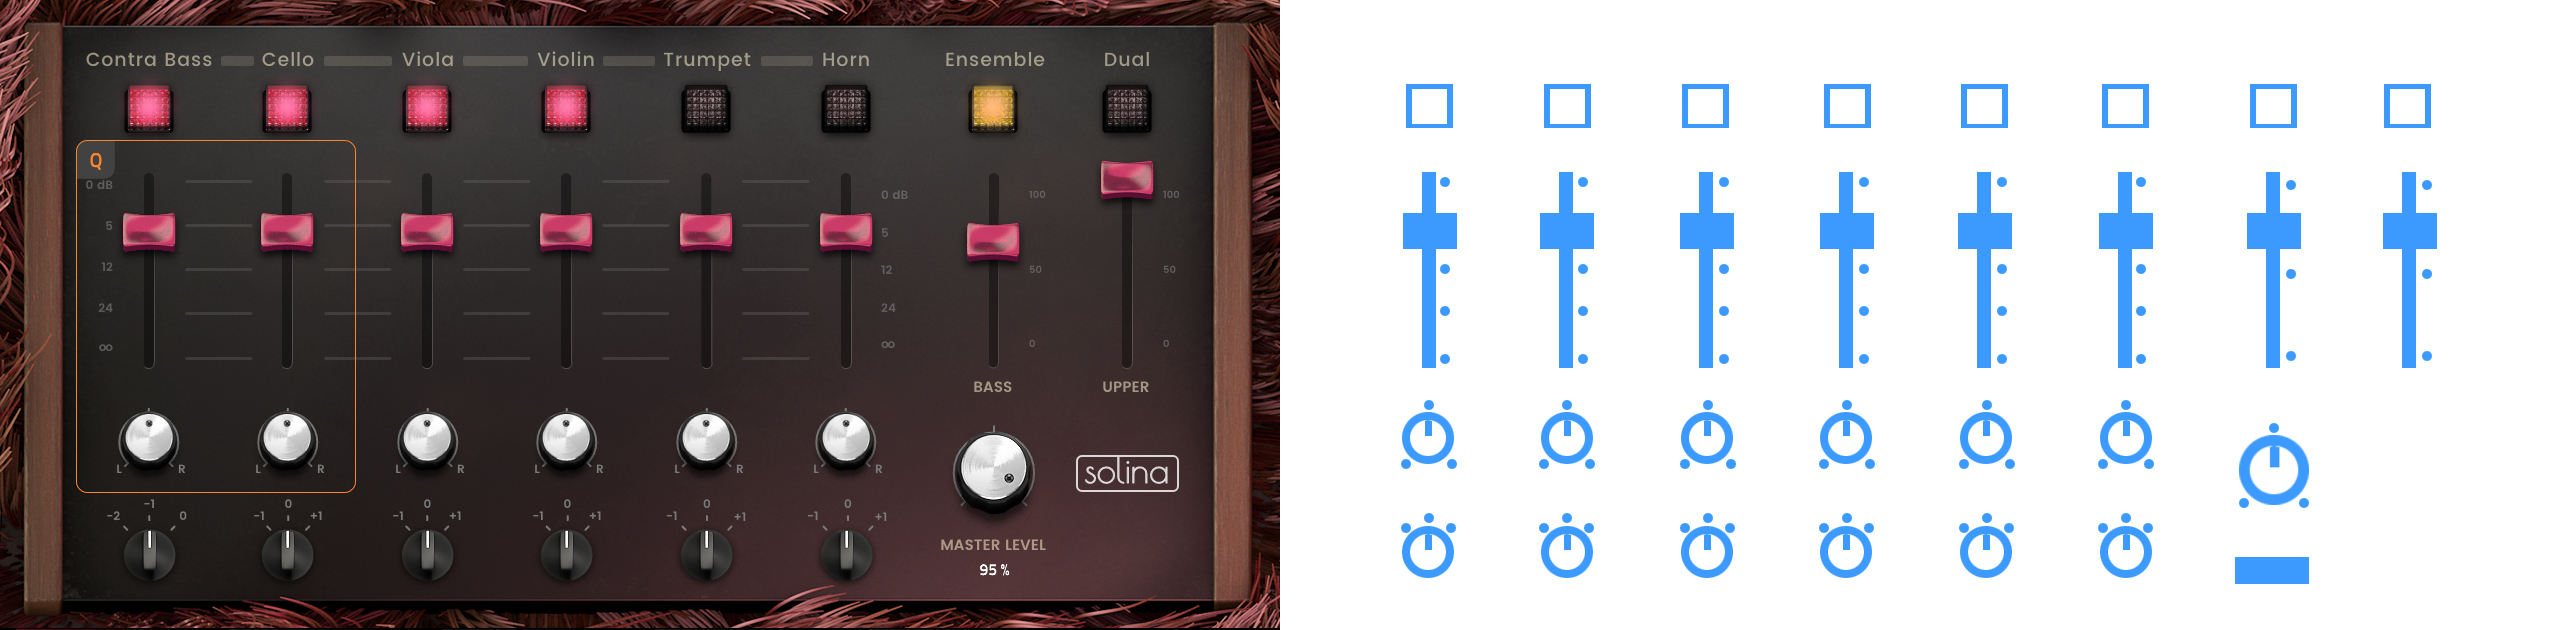 Contra Bass Cello Viola Violin Trumpet Horn Ensemble Dual
Q
0 dB 0 dB 100 100
5 5
12 12 50 50
24 24
∞ ∞ 0 0
BASS UPPER
L R L R L R L R L R L R
solina
-1 0 0 0 0 0
-2 0 -1 +1 -1 +1 -1 +1 -1 +1 -1 +1
MASTER LEVEL
95 %